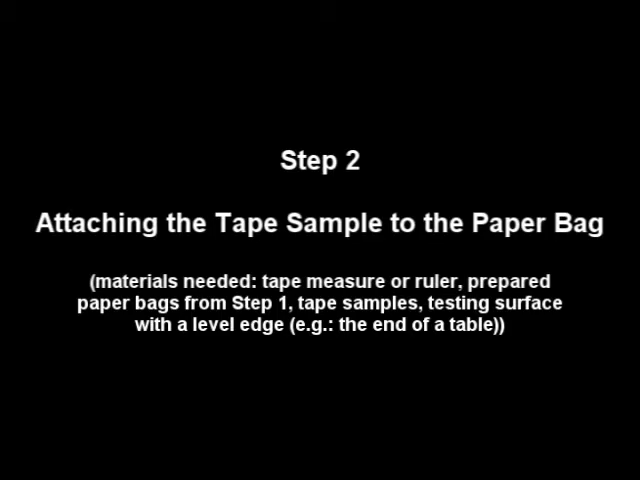 Step 2
Attaching the Tape Sample to the Paper Bag
(materials needed: tape measure or ruler, prepared
paper bags from Step 1, tape samples, testing surface
with a level edge (e.g.: the end of a table))